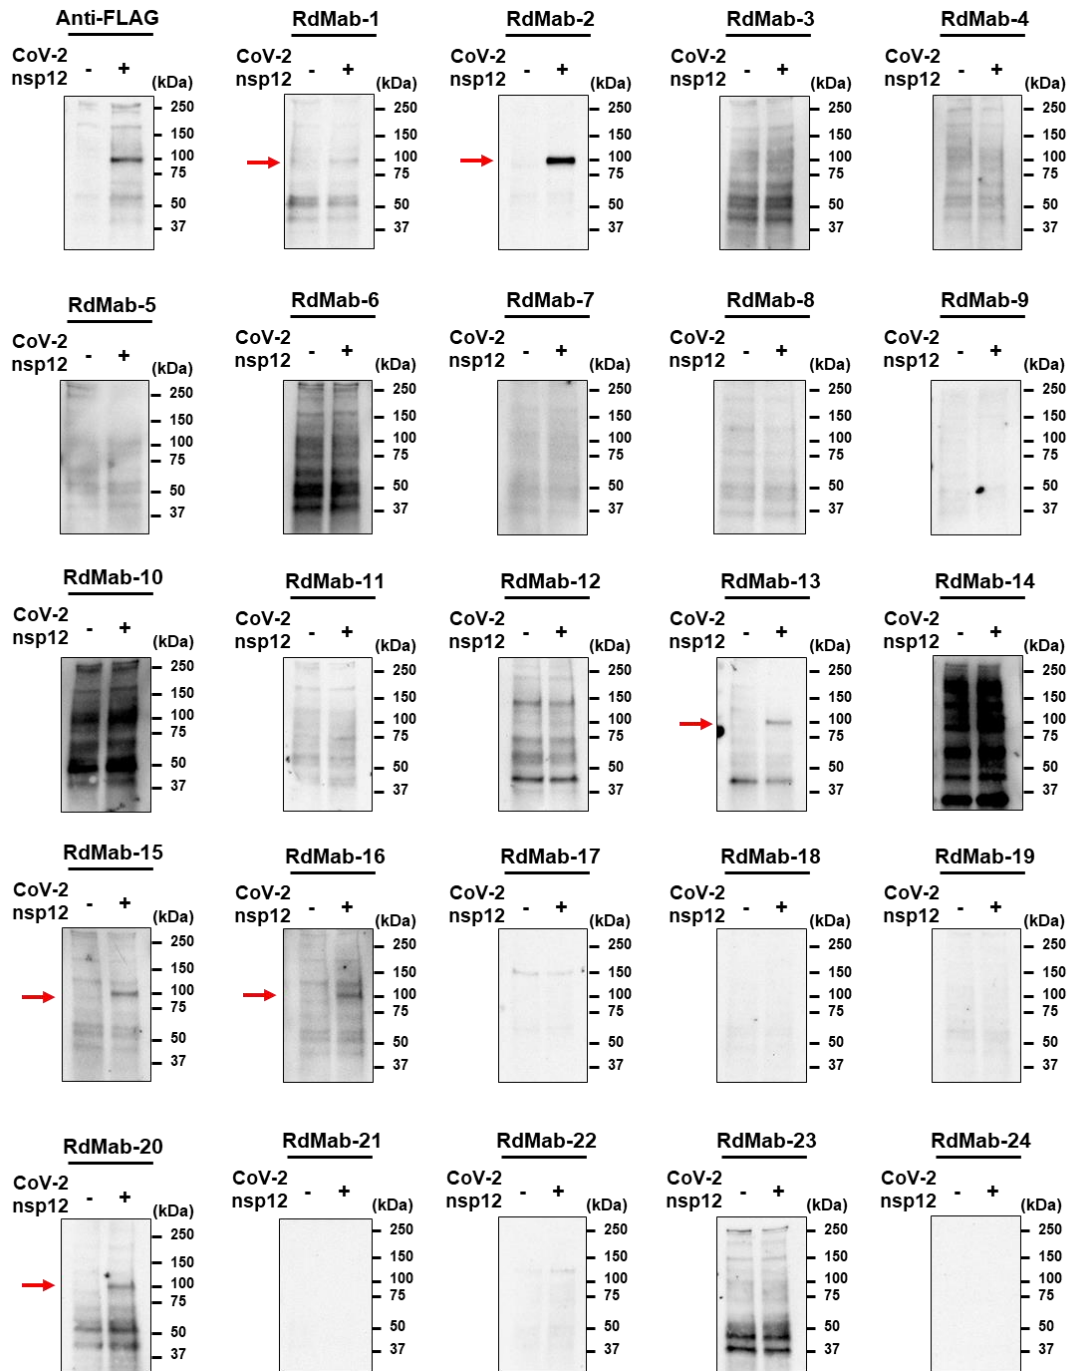 Anti-FLAG
CoV-2
nsp12
- +
(kDa)
250
150
100
75
50
37
RdMab-1
CoV-2
nsp12
- +
(kDa)
250
150
100
75
50
37
RdMab-2
CoV-2
nsp12
- +
(kDa)
250
150
100
75
50
37
RdMab-3
CoV-2
nsp12
- +
(kDa)
250
150
100
75
50
37
RdMab-4
CoV-2
nsp12
- +
(kDa)
250
150
100
75
50
37
RdMab-5
CoV-2
nsp12
- +
(kDa)
250
150
100
75
50
37
RdMab-6
CoV-2
nsp12
- +
(kDa)
250
150
100
75
50
37
RdMab-7
CoV-2
nsp12
- +
(kDa)
250
150
100
75
50
37
RdMab-8
CoV-2
nsp12
- +
(kDa)
250
150
100
75
50
37
RdMab-9
CoV-2
nsp12
- +
(kDa)
250
150
100
75
50
37
RdMab-10
CoV-2
nsp12
- +
(kDa)
250
150
100
75
50
37
RdMab-11
CoV-2
nsp12
- +
(kDa)
250
150
100
75
50
37
RdMab-12
CoV-2
nsp12
- +
(kDa)
250
150
100
75
50
37
RdMab-13
CoV-2
nsp12
- +
(kDa)
250
150
100
75
50
37
RdMab-14
CoV-2
nsp12
- +
(kDa)
250
150
100
75
50
37
RdMab-15
CoV-2
nsp12
- +
(kDa)
250
150
100
75
50
37
RdMab-16
CoV-2
nsp12
- +
(kDa)
250
150
100
75
50
37
RdMab-17
CoV-2
nsp12
- +
(kDa)
250
150
100
75
50
37
RdMab-18
CoV-2
nsp12
- +
(kDa)
250
150
100
75
50
37
RdMab-19
CoV-2
nsp12
- +
(kDa)
250
150
100
75
50
37
RdMab-20
CoV-2
nsp12
- +
(kDa)
250
150
100
75
50
37
RdMab-21
CoV-2
nsp12
- +
(kDa)
250
150
100
75
50
37
RdMab-22
CoV-2
nsp12
- +
(kDa)
250
150
100
75
50
37
RdMab-23
CoV-2
nsp12
- +
(kDa)
250
150
100
75
50
37
RdMab-24
CoV-2
nsp12
- +
(kDa)
250
150
100
75
50
37